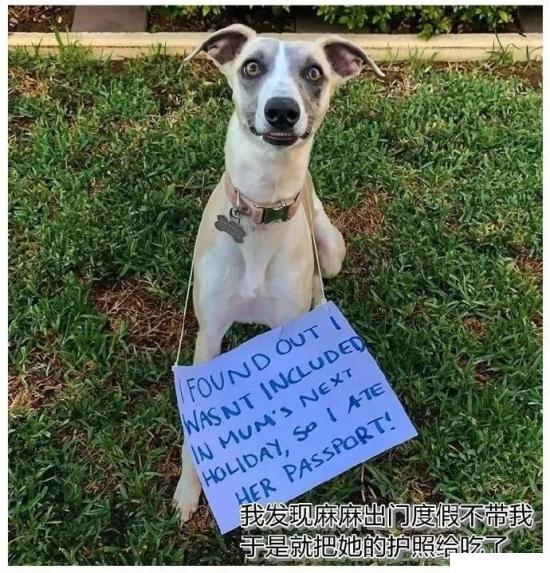 I FOUND OUT I
WASNT INCLUDED
IN MUM'S NEXT
HOLIDAY, SO I ATE
HER PASSPORT!
我发现麻麻出门度假不带我
于是就把她的护照给吃了